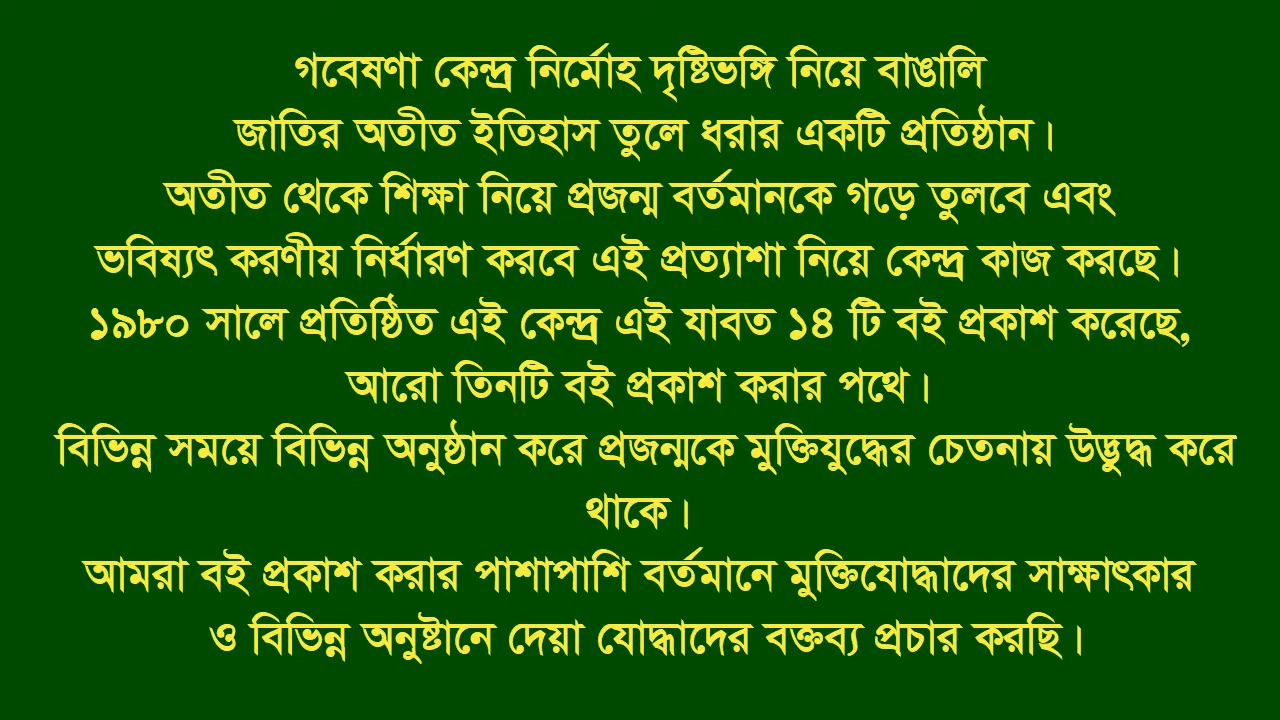 গবেষণা কেন্দ্র নির্মোহ দৃষ্টিভঙ্গি নিয়ে বাঙালি
জাতির অতীত ইতিহাস তুলে ধরার একটি প্রতিষ্ঠান।
অতীত থেকে শিক্ষা নিয়ে প্রজন্ম বর্তমানকে গড়ে তুলবে এবং
ভবিষ্যৎ করণীয় নির্ধারণ করবে এই প্রত্যাশা নিয়ে কেন্দ্র কাজ করছে।
১৯৮০ সালে প্রতিষ্ঠিত এই কেন্দ্র এই যাবত ১৪ টি বই প্রকাশ করেছে,
আরো তিনটি বই প্রকাশ করার পথে।
বিভিন্ন সময়ে বিভিন্ন অনুষ্ঠান করে প্রজন্মকে মুক্তিযুদ্ধের চেতনায় উদ্ভুদ্ধ করে
থাকে।
আমরা বই প্রকাশ করার পাশাপাশি বর্তমানে মুক্তিযোদ্ধাদের সাক্ষাৎকার
ও বিভিন্ন অনুষ্টানে দেয়া যোদ্ধাদের বক্তব্য প্রচার করছি।